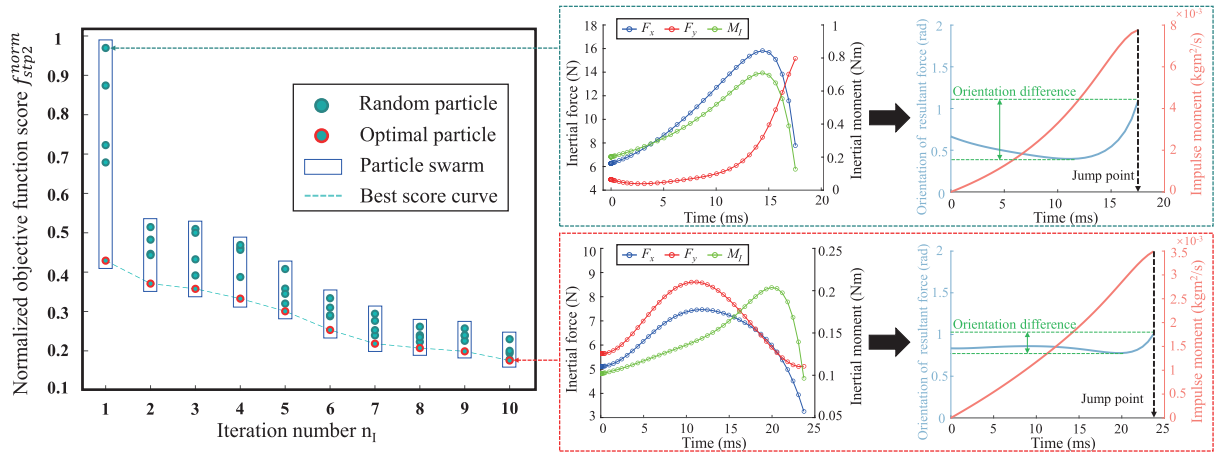 Normalized objective function score f_{stp2}^{norm}
1
0.9
0.8
0.7
0.6
0.5
0.4
0.3
0.2
0.1
Random particle
Optimal particle
Particle swarm
Best score curve
1 2 3 4 5 6 7 8 9 10
Iteration number n_I
F_x F_y M_I
Inertial force (N)
18
16
14
12
10
8
6
4
1
0.8
0.6
0.4
0.2
0
Inertial moment (Nm)
0 5 10 15 20
Time (ms)
Orientation of resultant force (rad)
2
1.5
1
0.5
0
×10⁻³
8
6
4
2
0
Impulse moment (kgm²/s)
Orientation difference
Jump point
0 5 10 15 20
Time (ms)
F_x F_y M_I
Inertial force (N)
10
9
8
7
6
5
4
3
0.25
0.2
0.15
0.1
0.05
Inertial moment (Nm)
0 5 10 15 20 25
Time (ms)
Orientation of resultant force (rad)
2
1.5
1
0.5
0
×10⁻³
3.5
3
2.5
2
1.5
1
0.5
0
Impulse moment (kgm²/s)
Orientation difference
Jump point
0 5 10 15 20 25
Time (ms)